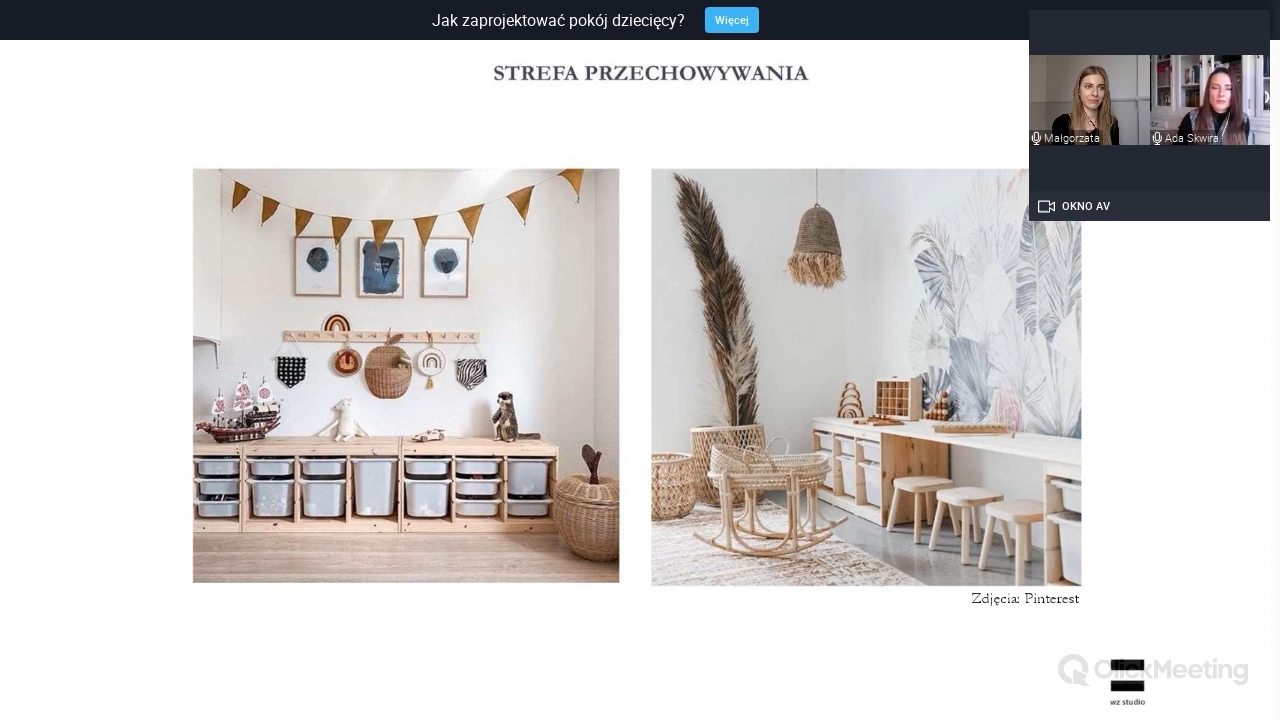 Jak zaprojektować pokój dziecięcy?
Więcej
STREFA PRZECHOWYWANIA
Małgorzata
Ada Skwira
OKNO AV
Zdjęcia: Pinterest
ClickMeeting
wz studio